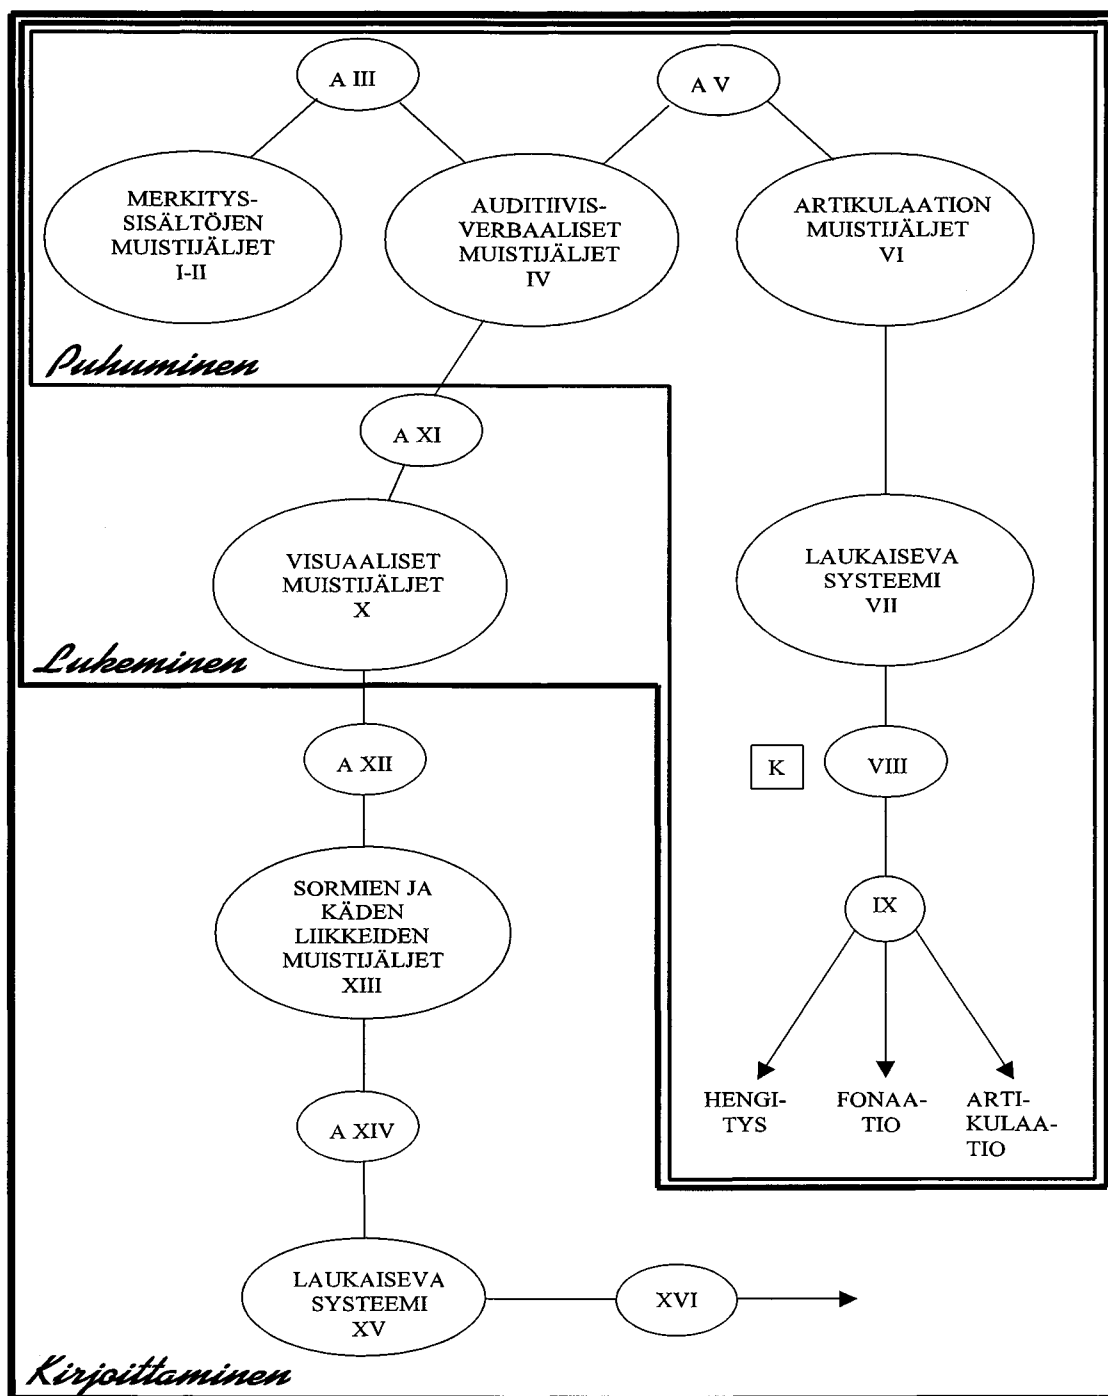 A III
A V
MERKITYS-
SISÄLTÖJEN
MUISTIJÄLJET
I-II
AUDITIIVIS-
VERBAALISET
MUISTIJÄLJET
IV
ARTIKULAATION
MUISTIJÄLJET
VI
Puhuminen
A XI
VISUAALISET
MUISTIJÄLJET
X
LAUKAISEVA
SYSTEEMI
VII
Lukeminen
A XII
K
VIII
SORMIEN JA
KÄDEN
LIIKKEIDEN
MUISTIJÄLJET
XIII
IX
HENGI-
TYS
FONAA-
TIO
ARTI-
KULAA-
TIO
A XIV
LAUKAISEVA
SYSTEEMI
XV
XVI
Kirjoittaminen